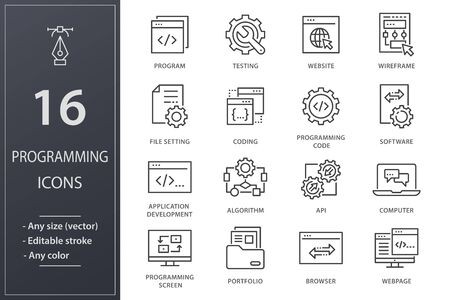 16
PROGRAMMING
ICONS
- Any size (vector)
- Editable stroke
- Any color
PROGRAM
TESTING
WEBSITE
WIREFRAME
FILE SETTING
CODING
PROGRAMMING
CODE
SOFTWARE
APPLICATION
DEVELOPMENT
ALGORITHM
API
COMPUTER
PROGRAMMING
SCREEN
PORTFOLIO
BROWSER
WEBPAGE